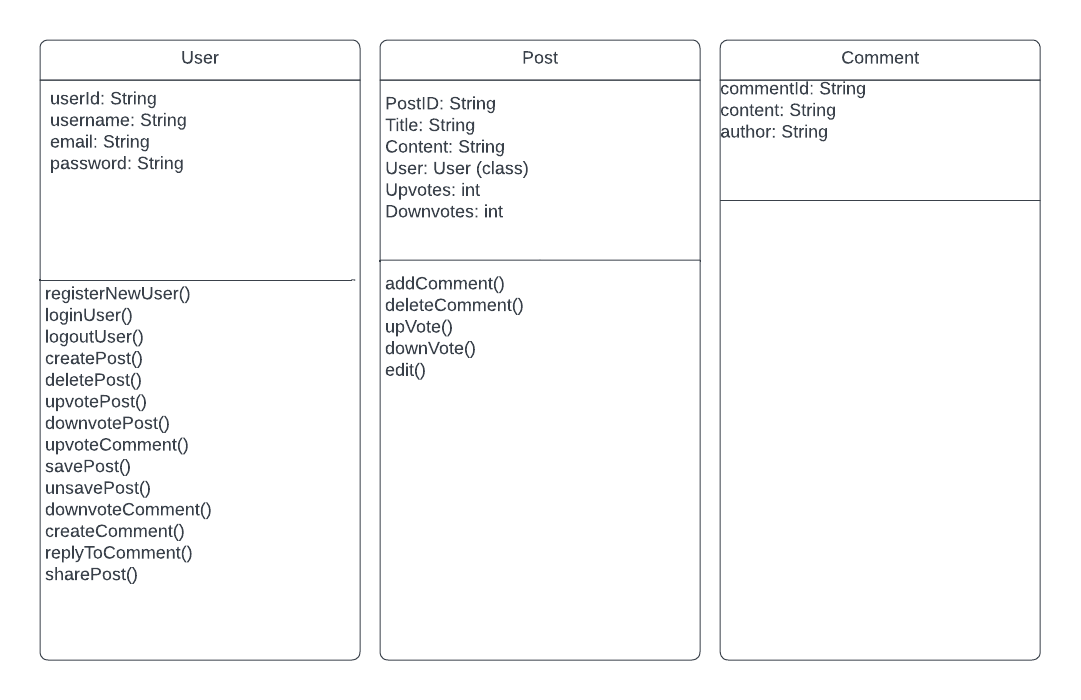 User
userId: String
username: String
email: String
password: String
registerNewUser()
loginUser()
logoutUser()
createPost()
deletePost()
upvotePost()
downvotePost()
upvoteComment()
savePost()
unsavePost()
downvoteComment()
createComment()
replyToComment()
sharePost()
Post
PostID: String
Title: String
Content: String
User: User (class)
Upvotes: int
Downvotes: int
addComment()
deleteComment()
upVote()
downVote()
edit()
Comment
commentId: String
content: String
author: String